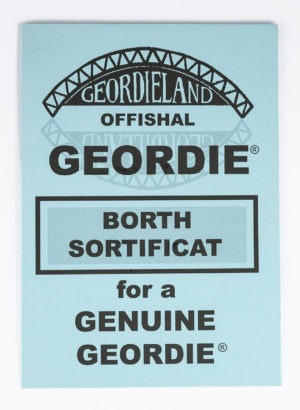 GEORDIELAND
OFFISHAL
GEORDIE®
BORTH
SORTIFICAT
for a
GENUINE
GEORDIE®